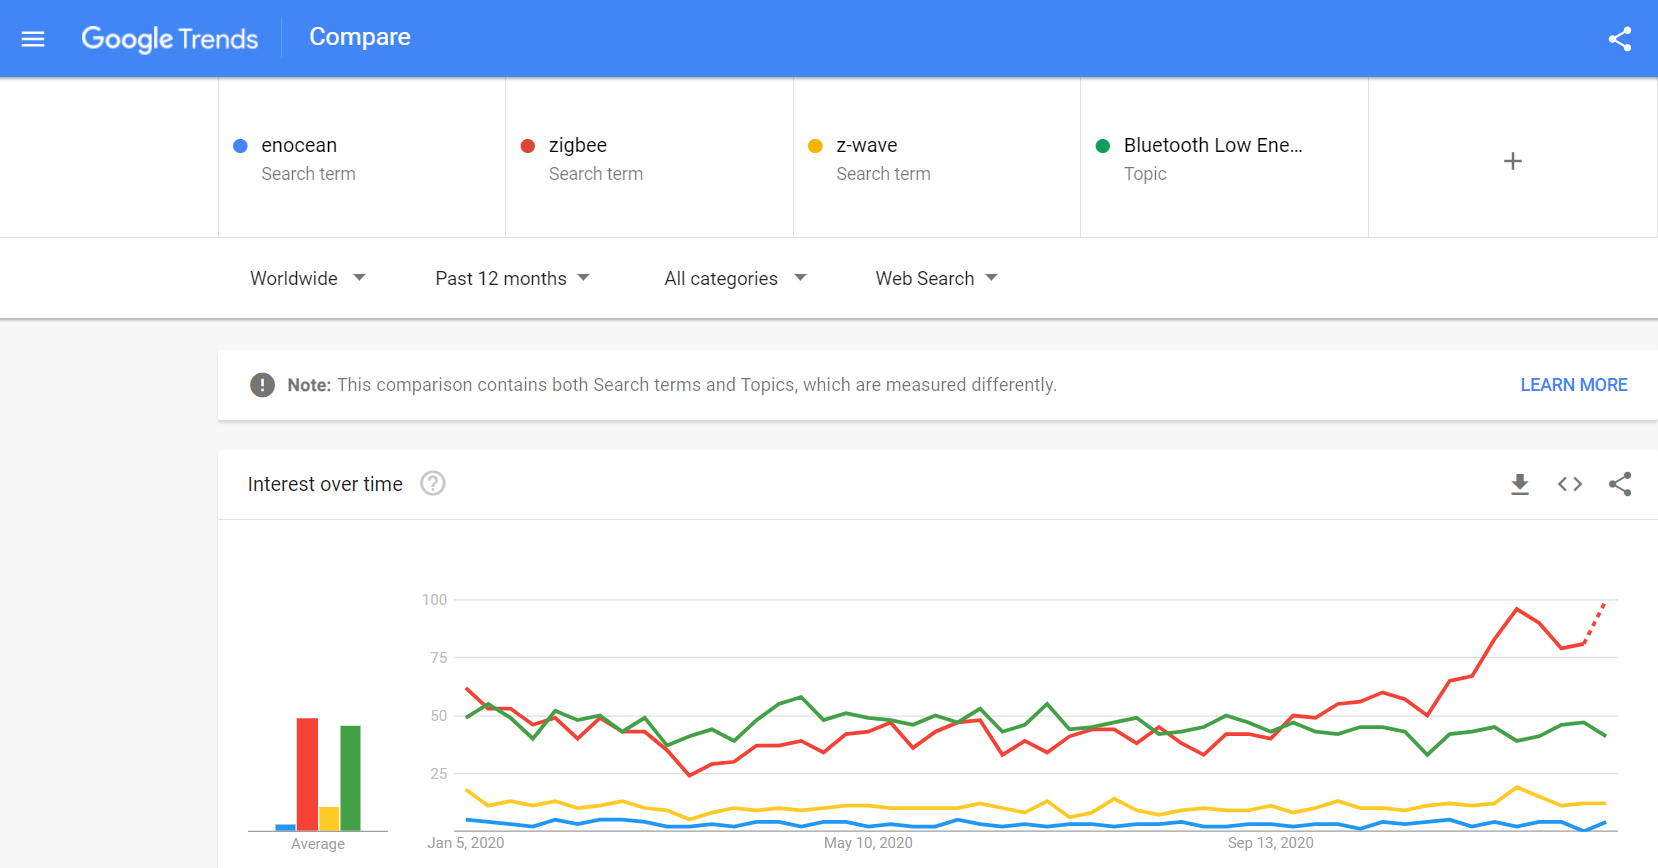 Google Trends Compare
enocean
Search term
zigbee
Search term
z-wave
Search term
Bluetooth Low Ene...
Topic
+
Worldwide
Past 12 months
All categories
Web Search
! Note: This comparison contains both Search terms and Topics, which are measured differently.
LEARN MORE
Interest over time ?
100
75
50
25
Average
Jan 5, 2020
May 10, 2020
Sep 13, 2020